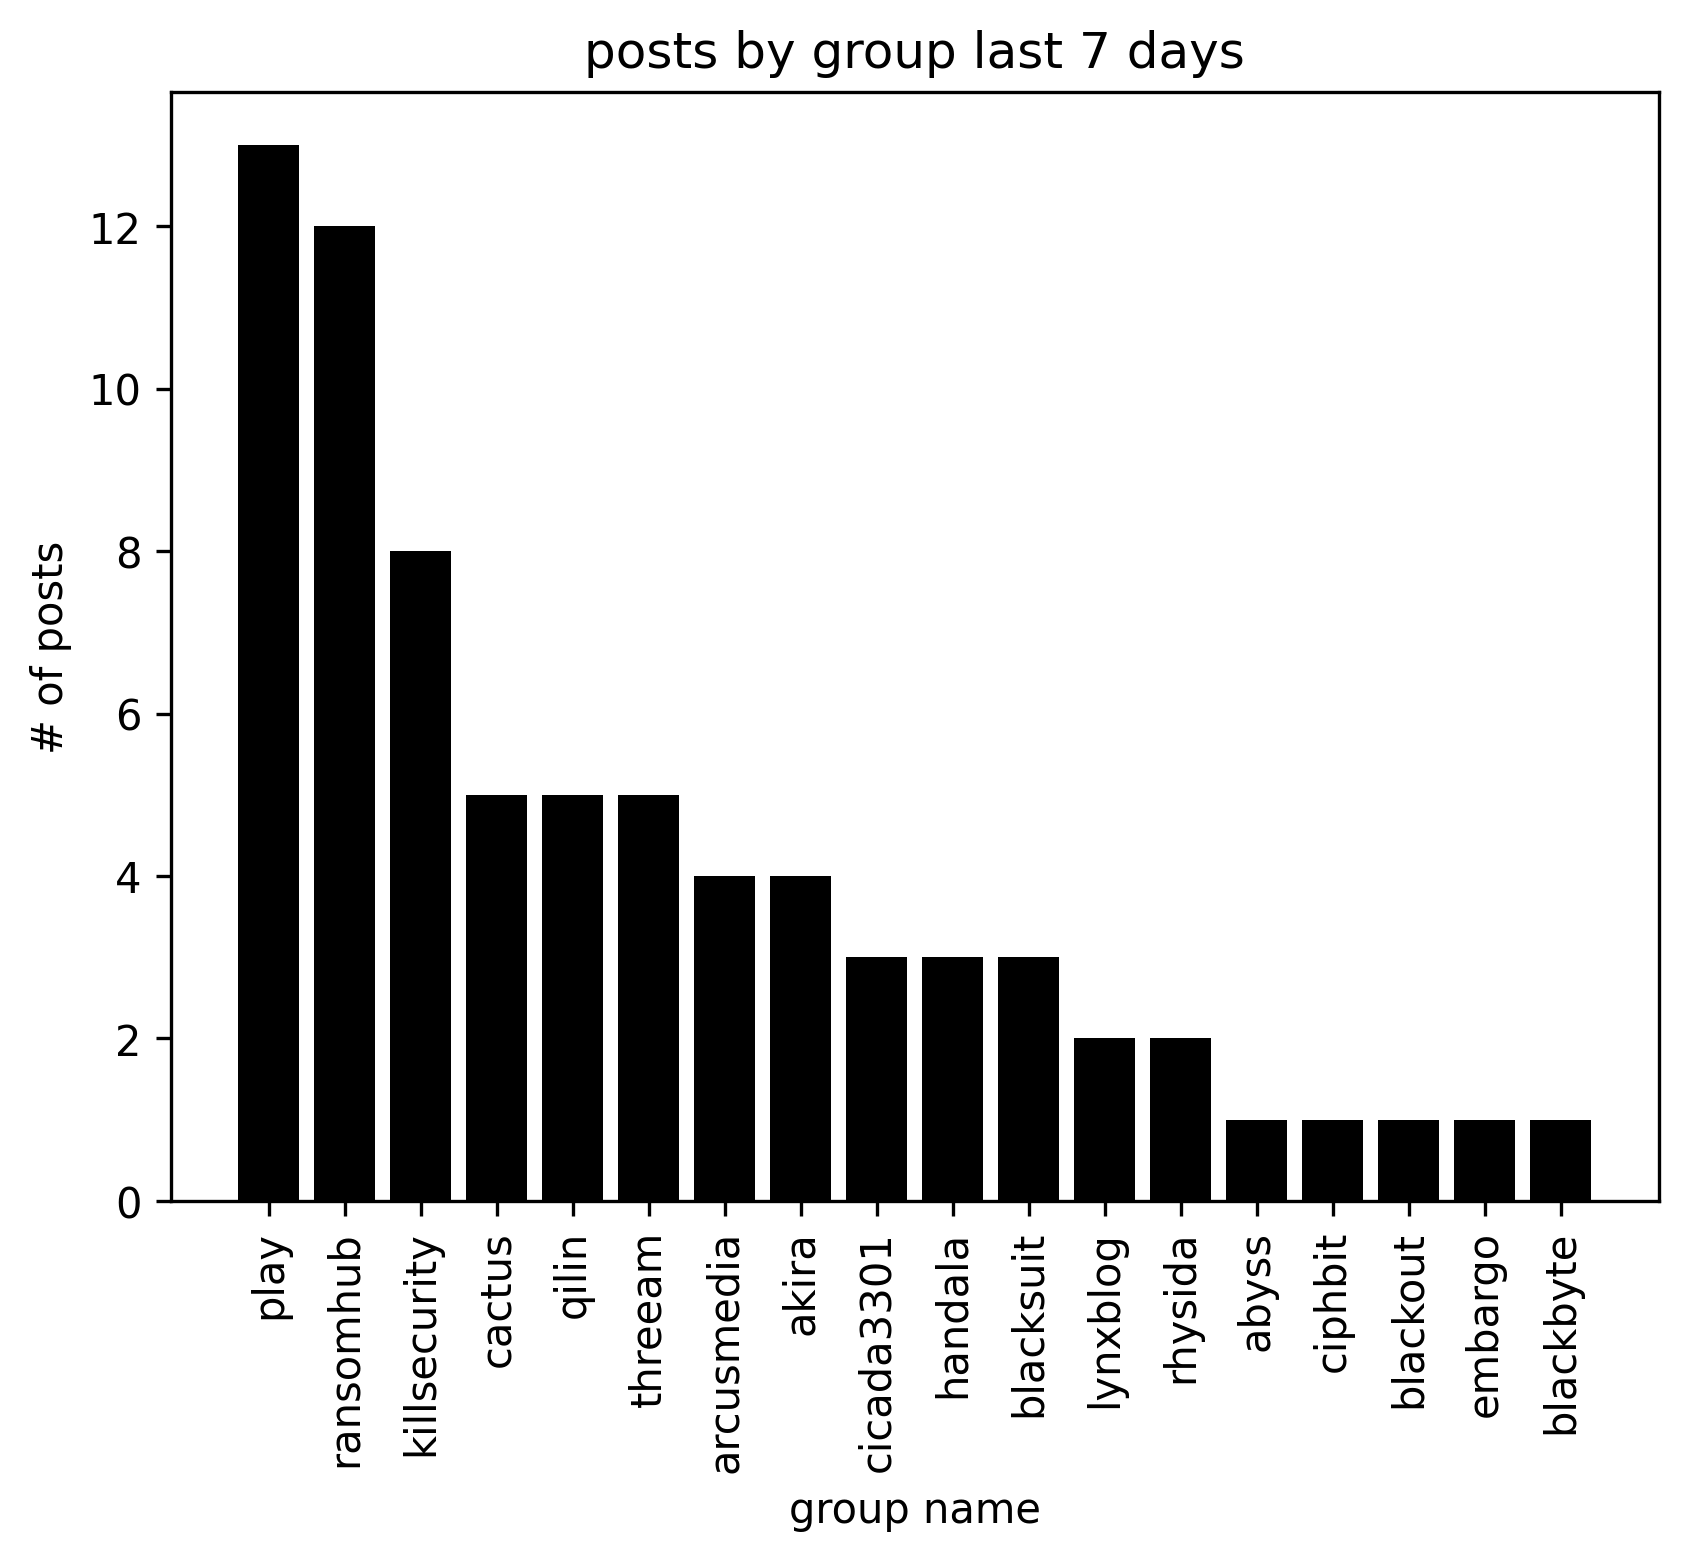 posts by group last 7 days
# of posts
12
10
8
6
4
2
0
play
ransomhub
killsecurity
cactus
qilin
threeam
arcusmedia
akira
cicada3301
handala
blacksuit
lynxblog
rhysida
abyss
ciphbit
blackout
embargo
blackbyte
group name